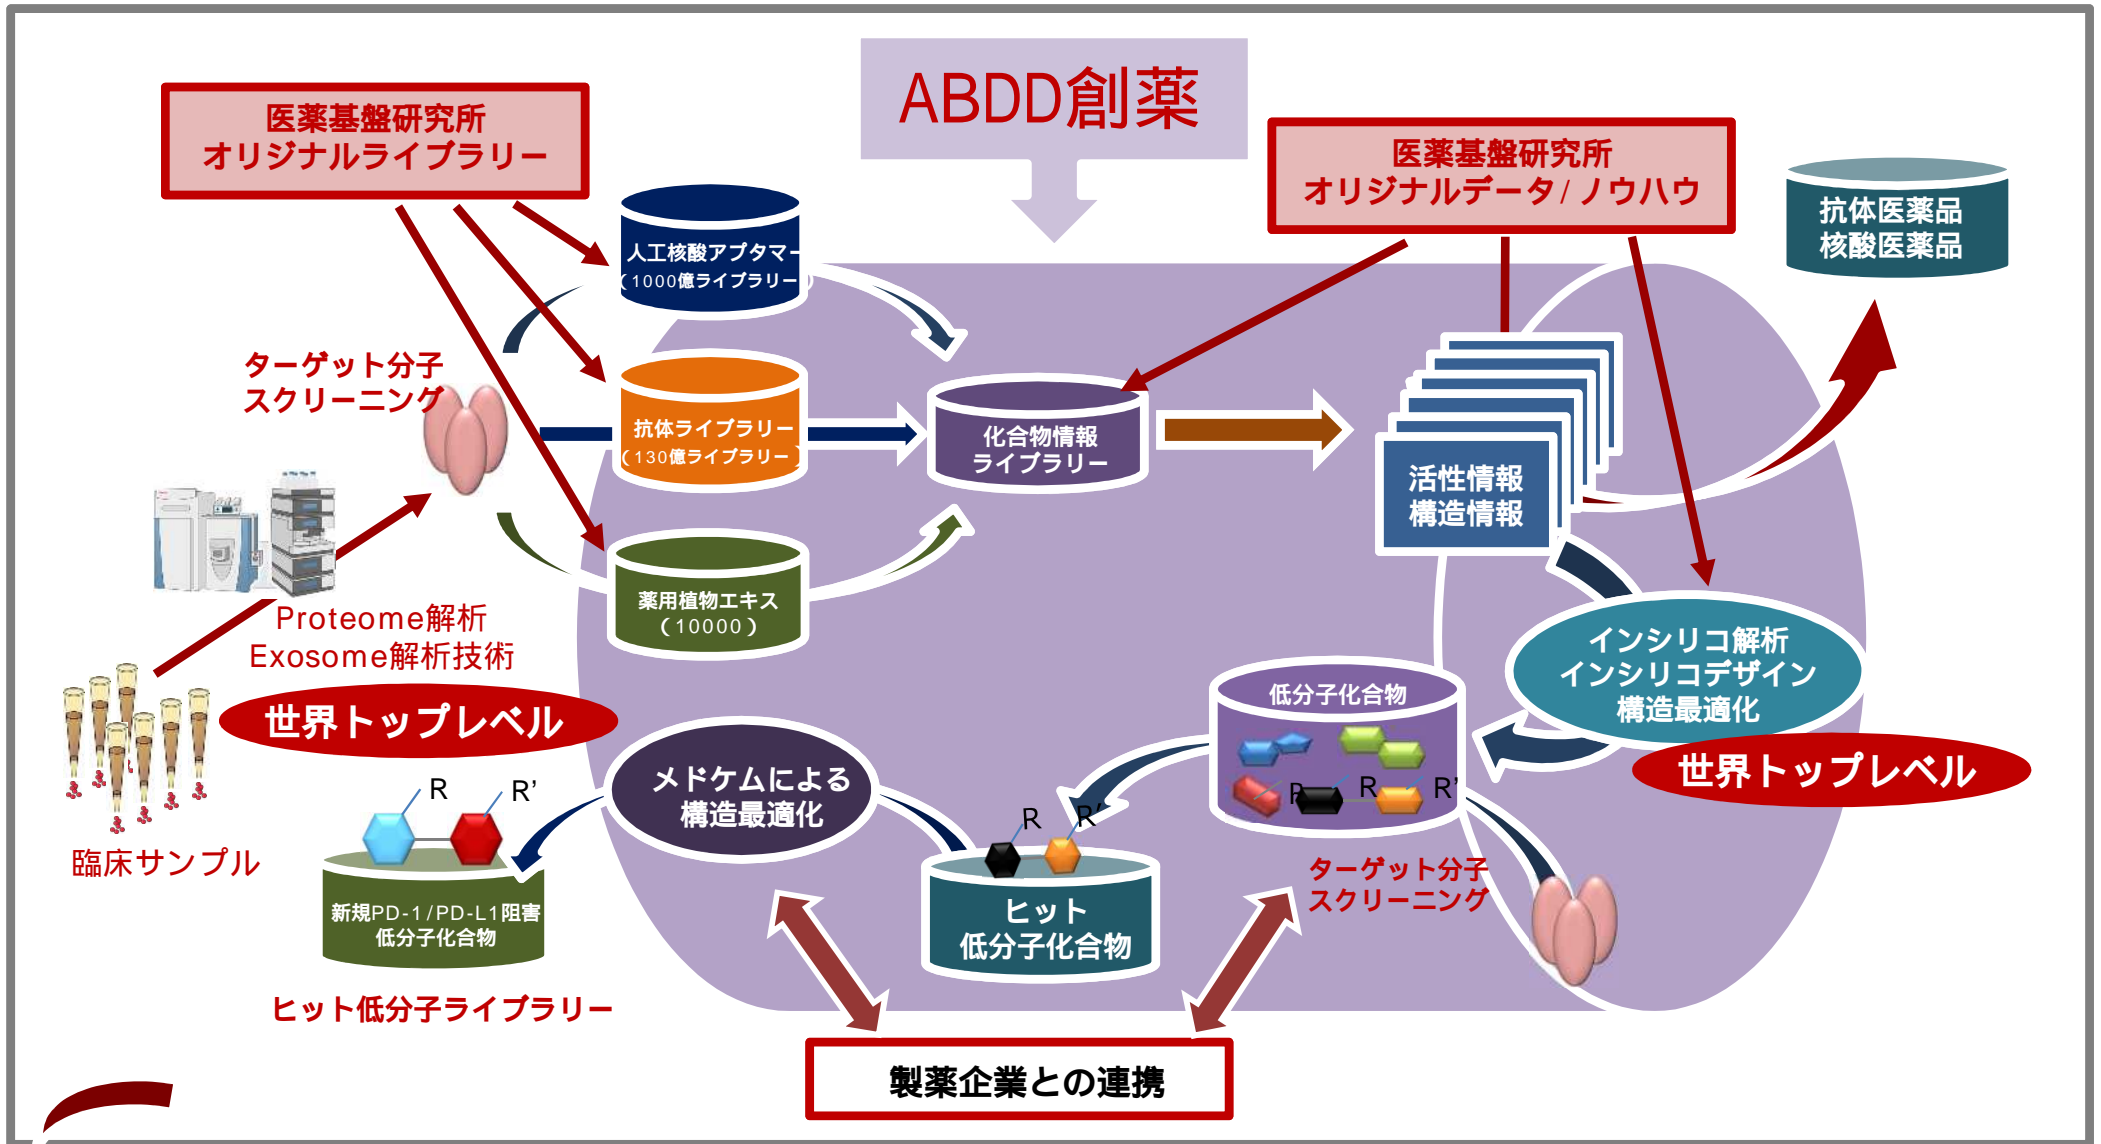 ABDD創薬
医薬基盤研究所
オリジナルライブラリー
医薬基盤研究所
オリジナルデータ/ノウハウ
抗体医薬品
核酸医薬品
人工核酸アプタマー
(1000億ライブラリー)
ターゲット分子
スクリーニング
抗体ライブラリー
(130億ライブラリー)
化合物情報
ライブラリー
活性情報
構造情報
薬用植物エキス
(10000)
Proteome解析
Exosome解析技術
世界トップレベル
臨床サンプル
インシリコ解析
インシリコデザイン
構造最適化
世界トップレベル
低分子化合物
R
R
R'
メドケムによる
構造最適化
R
R'
R
R'
新規PD-1/PD-L1阻害
低分子化合物
ヒット低分子ライブラリー
ヒット
低分子化合物
ターゲット分子
スクリーニング
製薬企業との連携